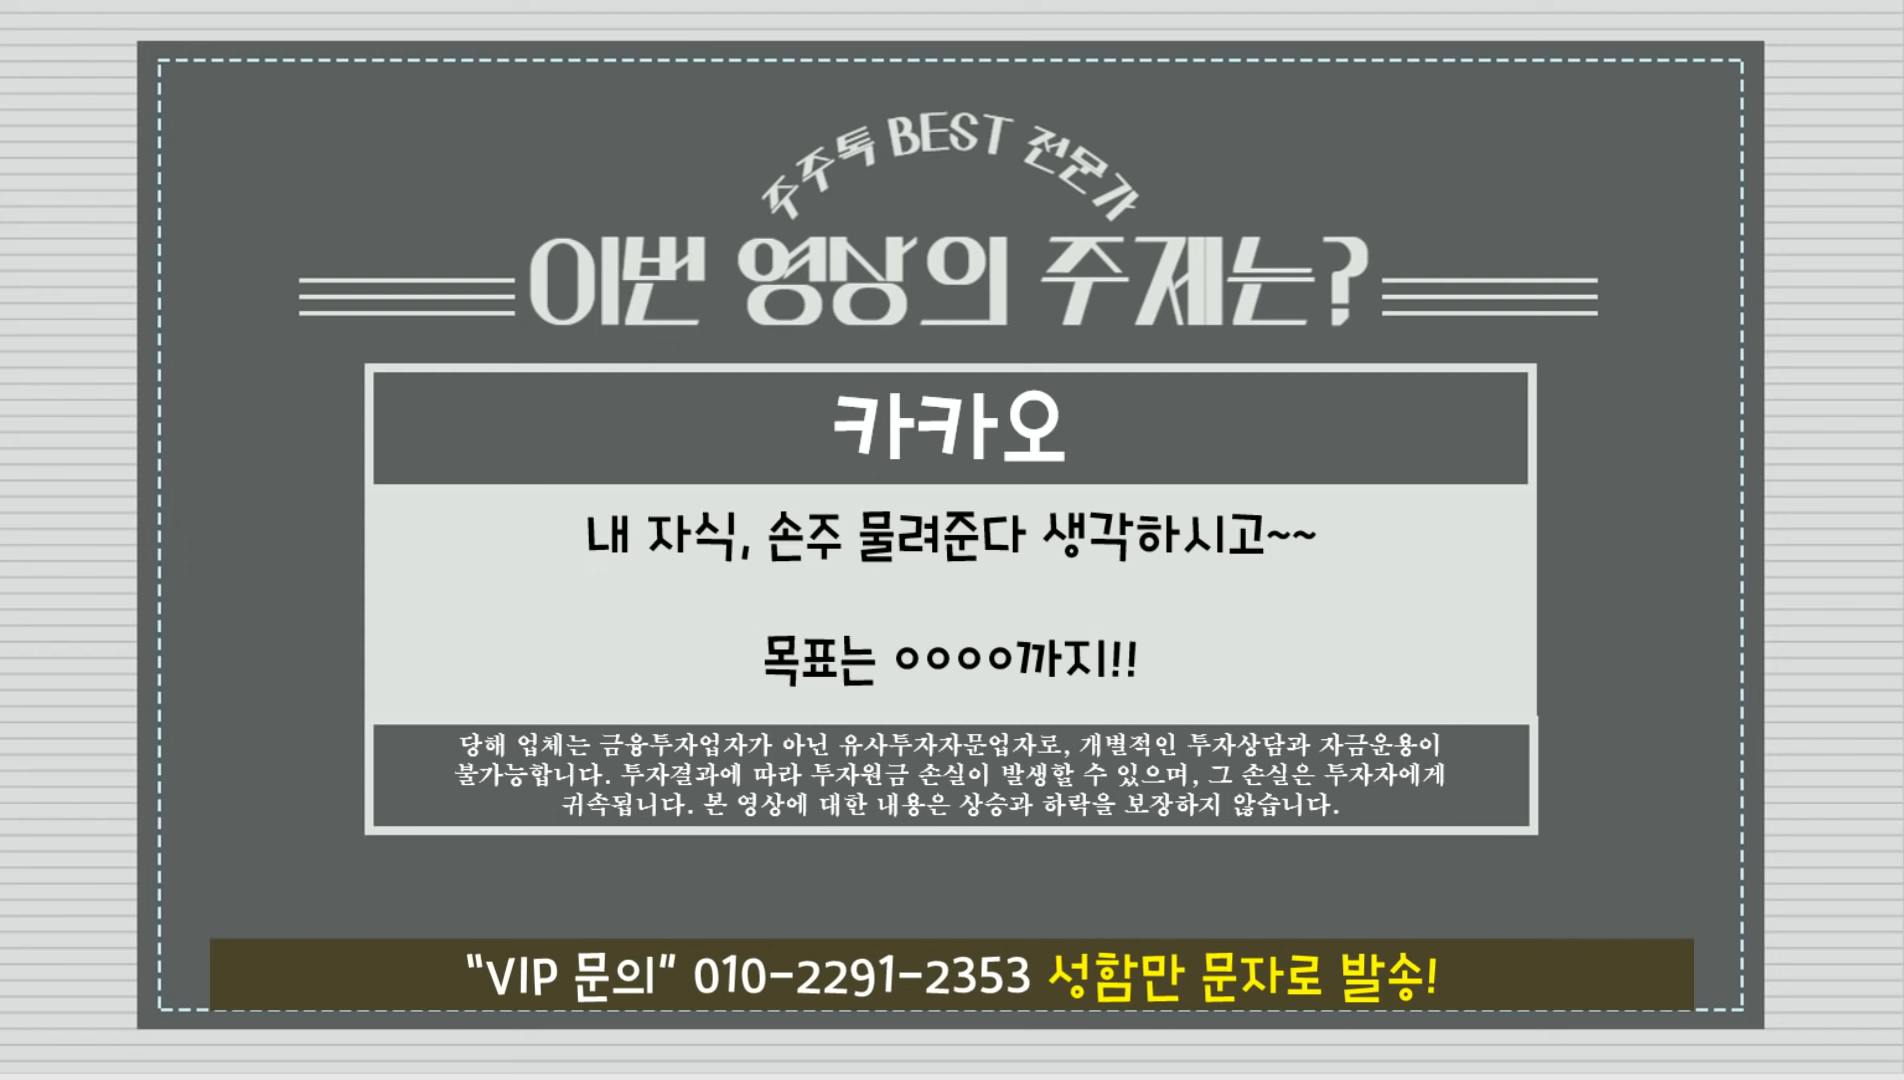 주주톡 BEST 전문가
이번 영상의 주제는?
카카오
내 자식, 손주 물려준다 생각하시고~~
목표는 ㅇㅇㅇㅇ까지!!
당해 업체는 금융투자업자가 아닌 유사투자자문업자로, 개별적인 투자상담과 자금운용이
불가능합니다. 투자결과에 따라 투자원금 손실이 발생할 수 있으며, 그 손실은 투자자에게
귀속됩니다. 본 영상에 대한 내용은 상승과 하락을 보장하지 않습니다.
"VIP 문의" 010-2291-2353 성함만 문자로 발송!